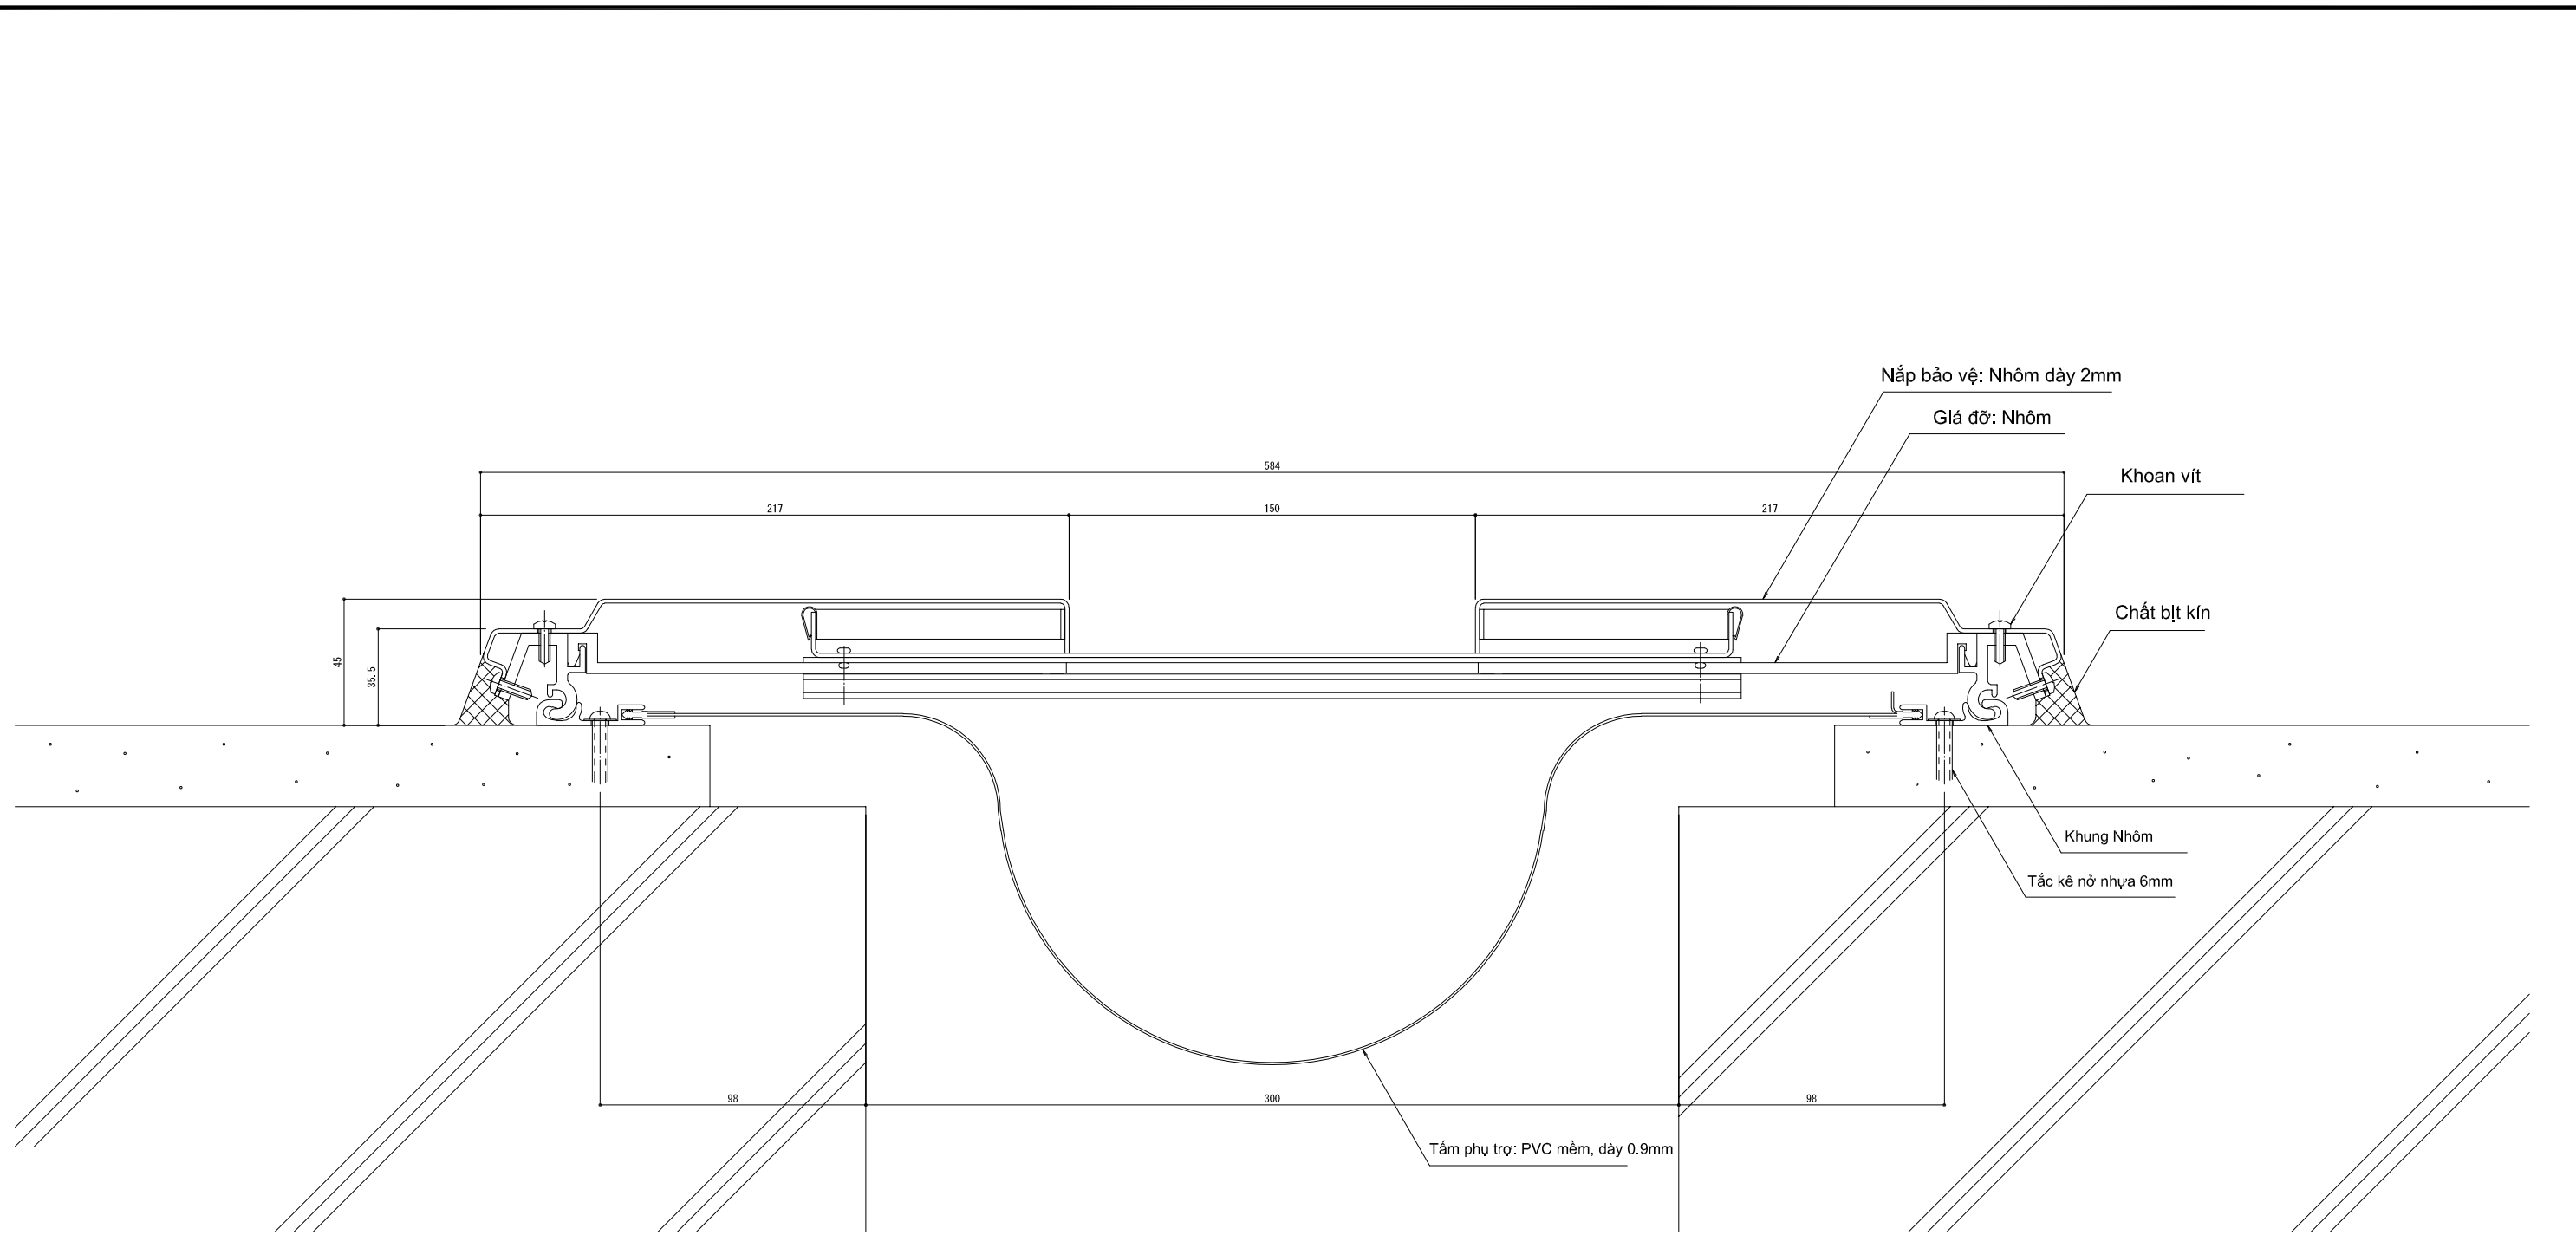 Nắp bảo vệ: Nhôm dày 2mm
Giá đỡ: Nhôm
584
Khoan vít
217
150
217
Chất bịt kín
45
35.5
Khung Nhôm
Tắc kê nở nhựa 6mm
98
300
98
Tấm phụ trợ: PVC mềm, dày 0.9mm